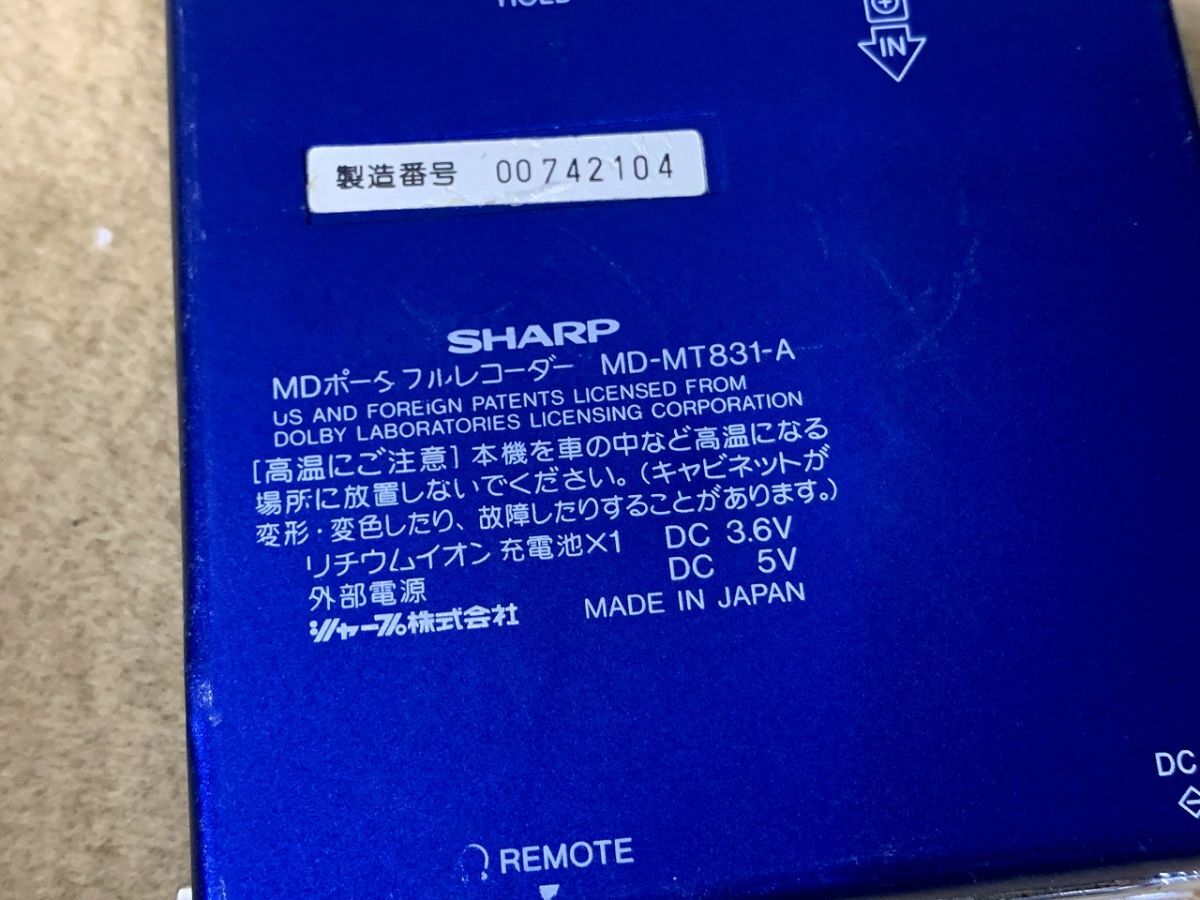 HOLD
IN
製造番号 00742104
SHARP
MDポータブルレコーダー MD-MT831-A
US AND FOREIGN PATENTS LICENSED FROM
DOLBY LABORATORIES LICENSING CORPORATION
[高温にご注意] 本機を車の中など高温になる
場所に放置しないでください。(キャビネットが
変形・変色したり、故障したりすることがあります。)
リチウムイオン充電池×1 DC 3.6V
外部電源 DC 5V
シャープ株式会社 MADE IN JAPAN
DC
REMOTE